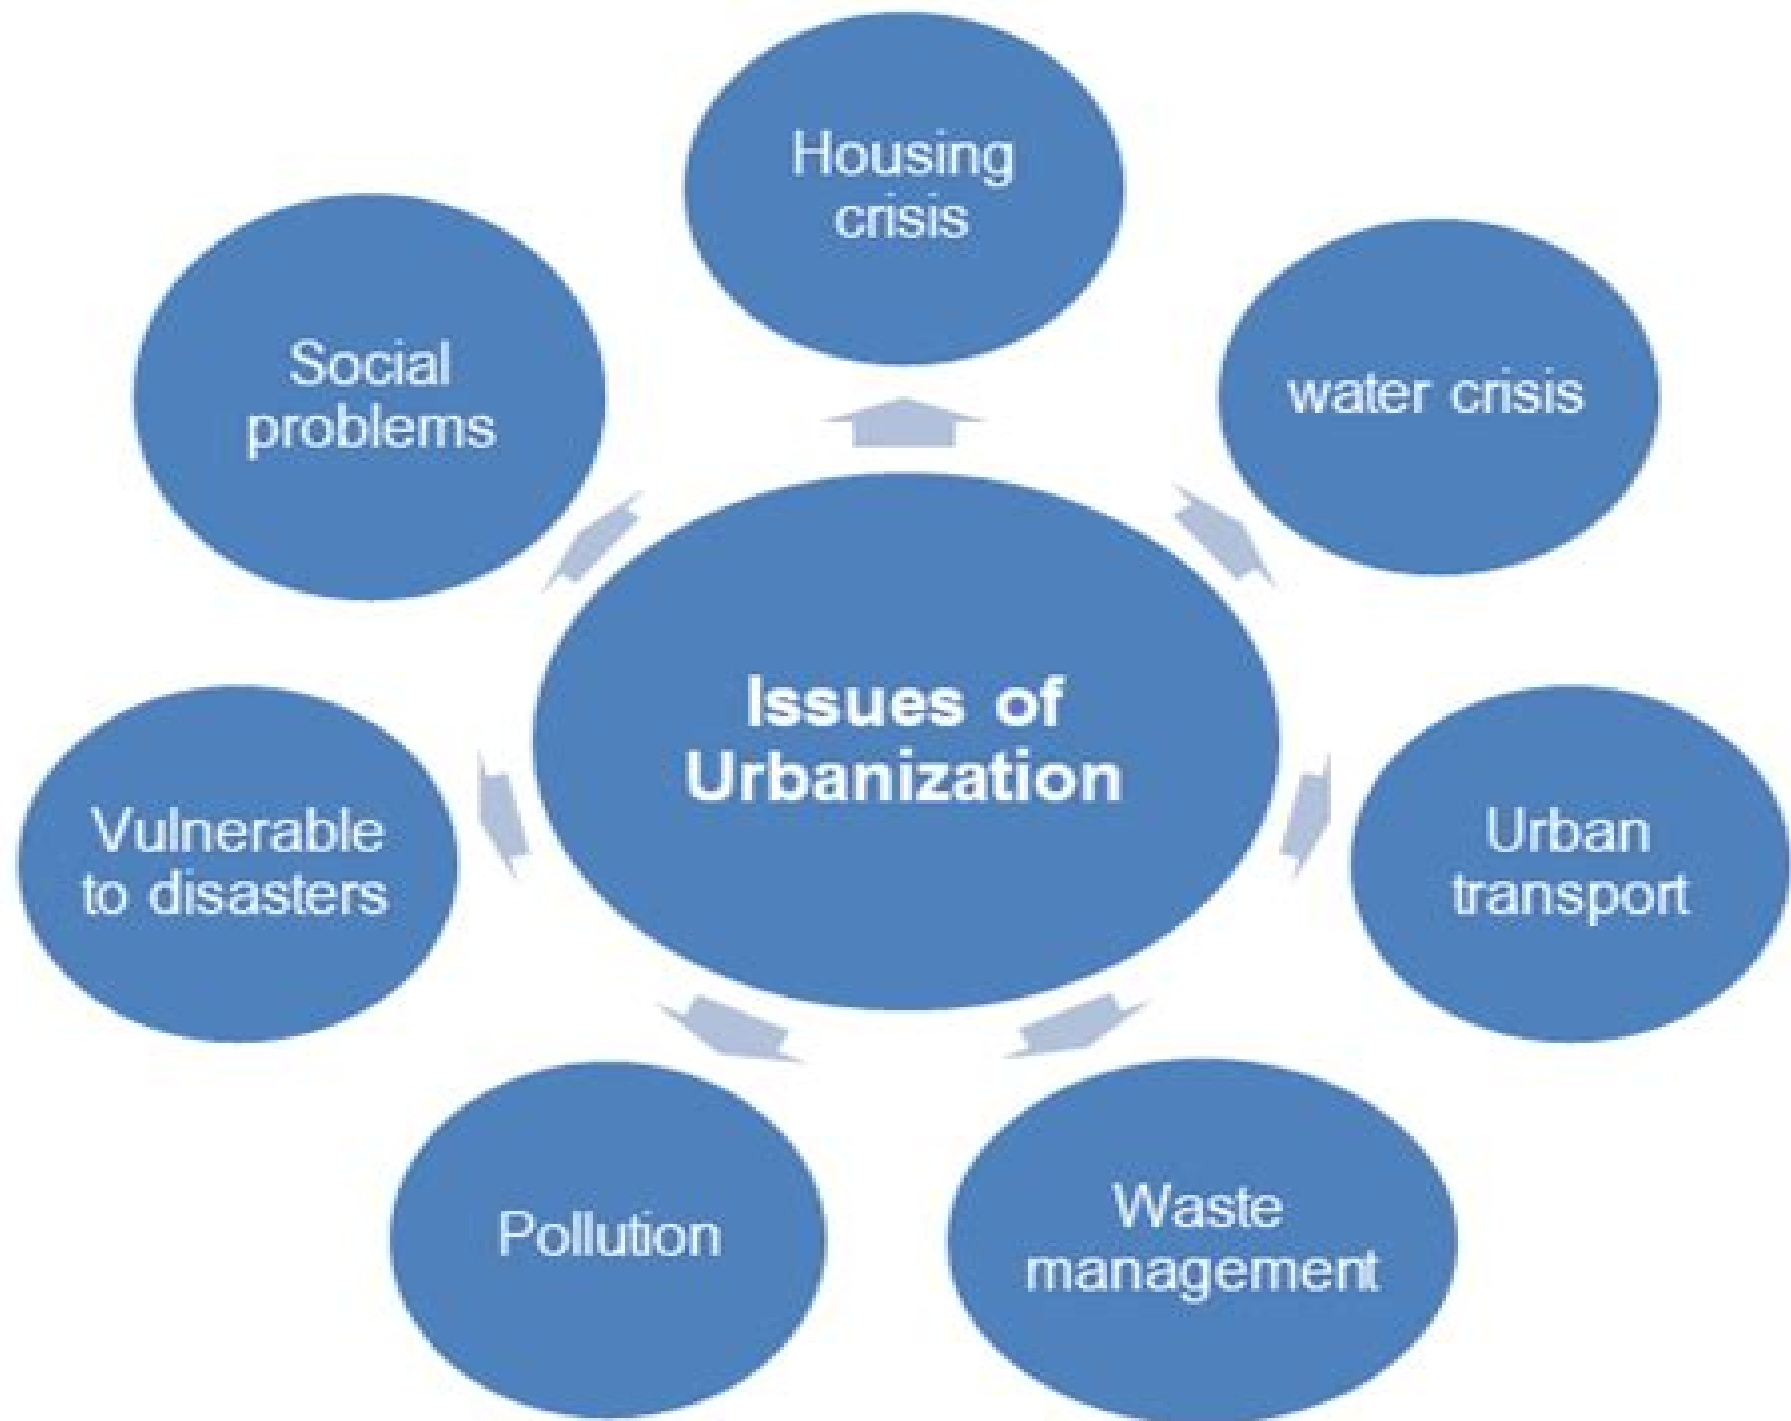 Housing
crisis
Social
problems
water crisis
Issues of
Urbanization
Vulnerable
to disasters
Urban
transport
Pollution
Waste
management